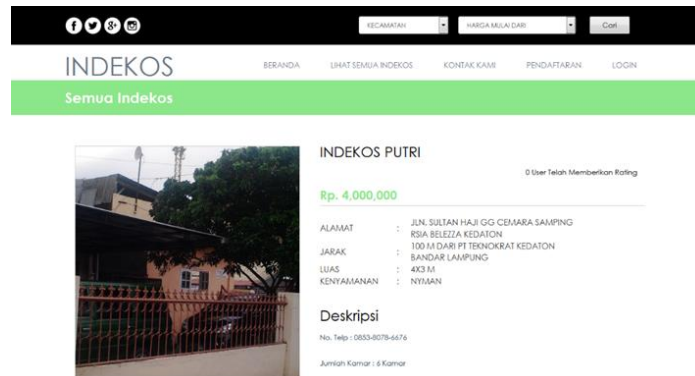 KECAMATAN HARGA MULAI DARI Cari
INDEKOS BERANDA LIHAT SEMUA INDEKOS KONTAK KAMI PENDAFTARAN LOGIN
Semua Indekos
INDEKOS PUTRI
0 User Telah Memberikan Rating
Rp. 4,000,000
ALAMAT : JLN. SULTAN HAJI GG CEMARA SAMPING
RSIA BELEZZA KEDATON
JARAK : 100 M DARI PT TEKNOKRAT KEDATON
BANDAR LAMPUNG
LUAS : 4X3 M
KENYAMANAN : NYMAN
Deskripsi
No. Telp : 0853-8078-6676
Jumlah Kamar : 6 Kamar